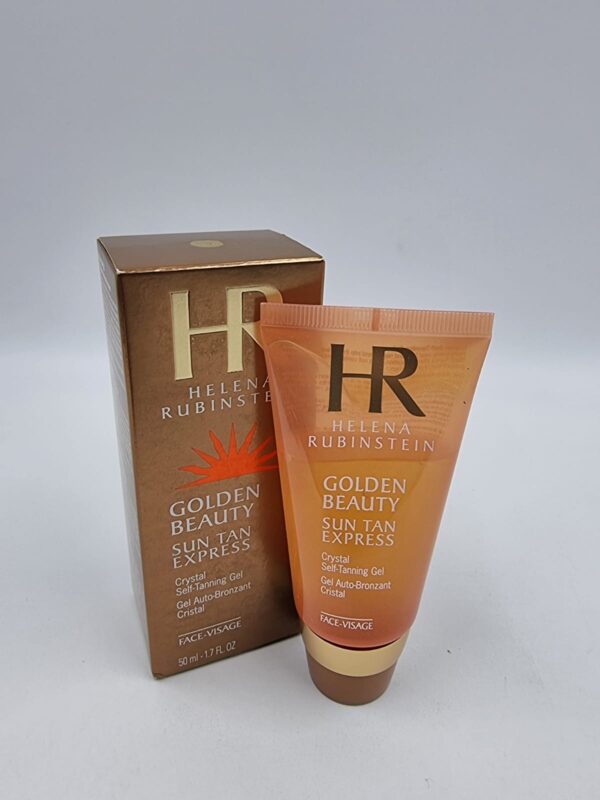 HR
HELENA
RUBINSTE
GOLDEN
BEAUTY
SUN TAN
EXPRESS
Crystal
Self-Tanning Gel
Gel Auto-Bronzant
Cristal
FACE-VISAGE
50 ml - 1.7 FL. OZ
HR
HELENA
RUBINSTEIN
GOLDEN
BEAUTY
SUN TAN
EXPRESS
Crystal
Self-Tanning Gel
Gel Auto-Bronzant
Cristal
FACE-VISAGE